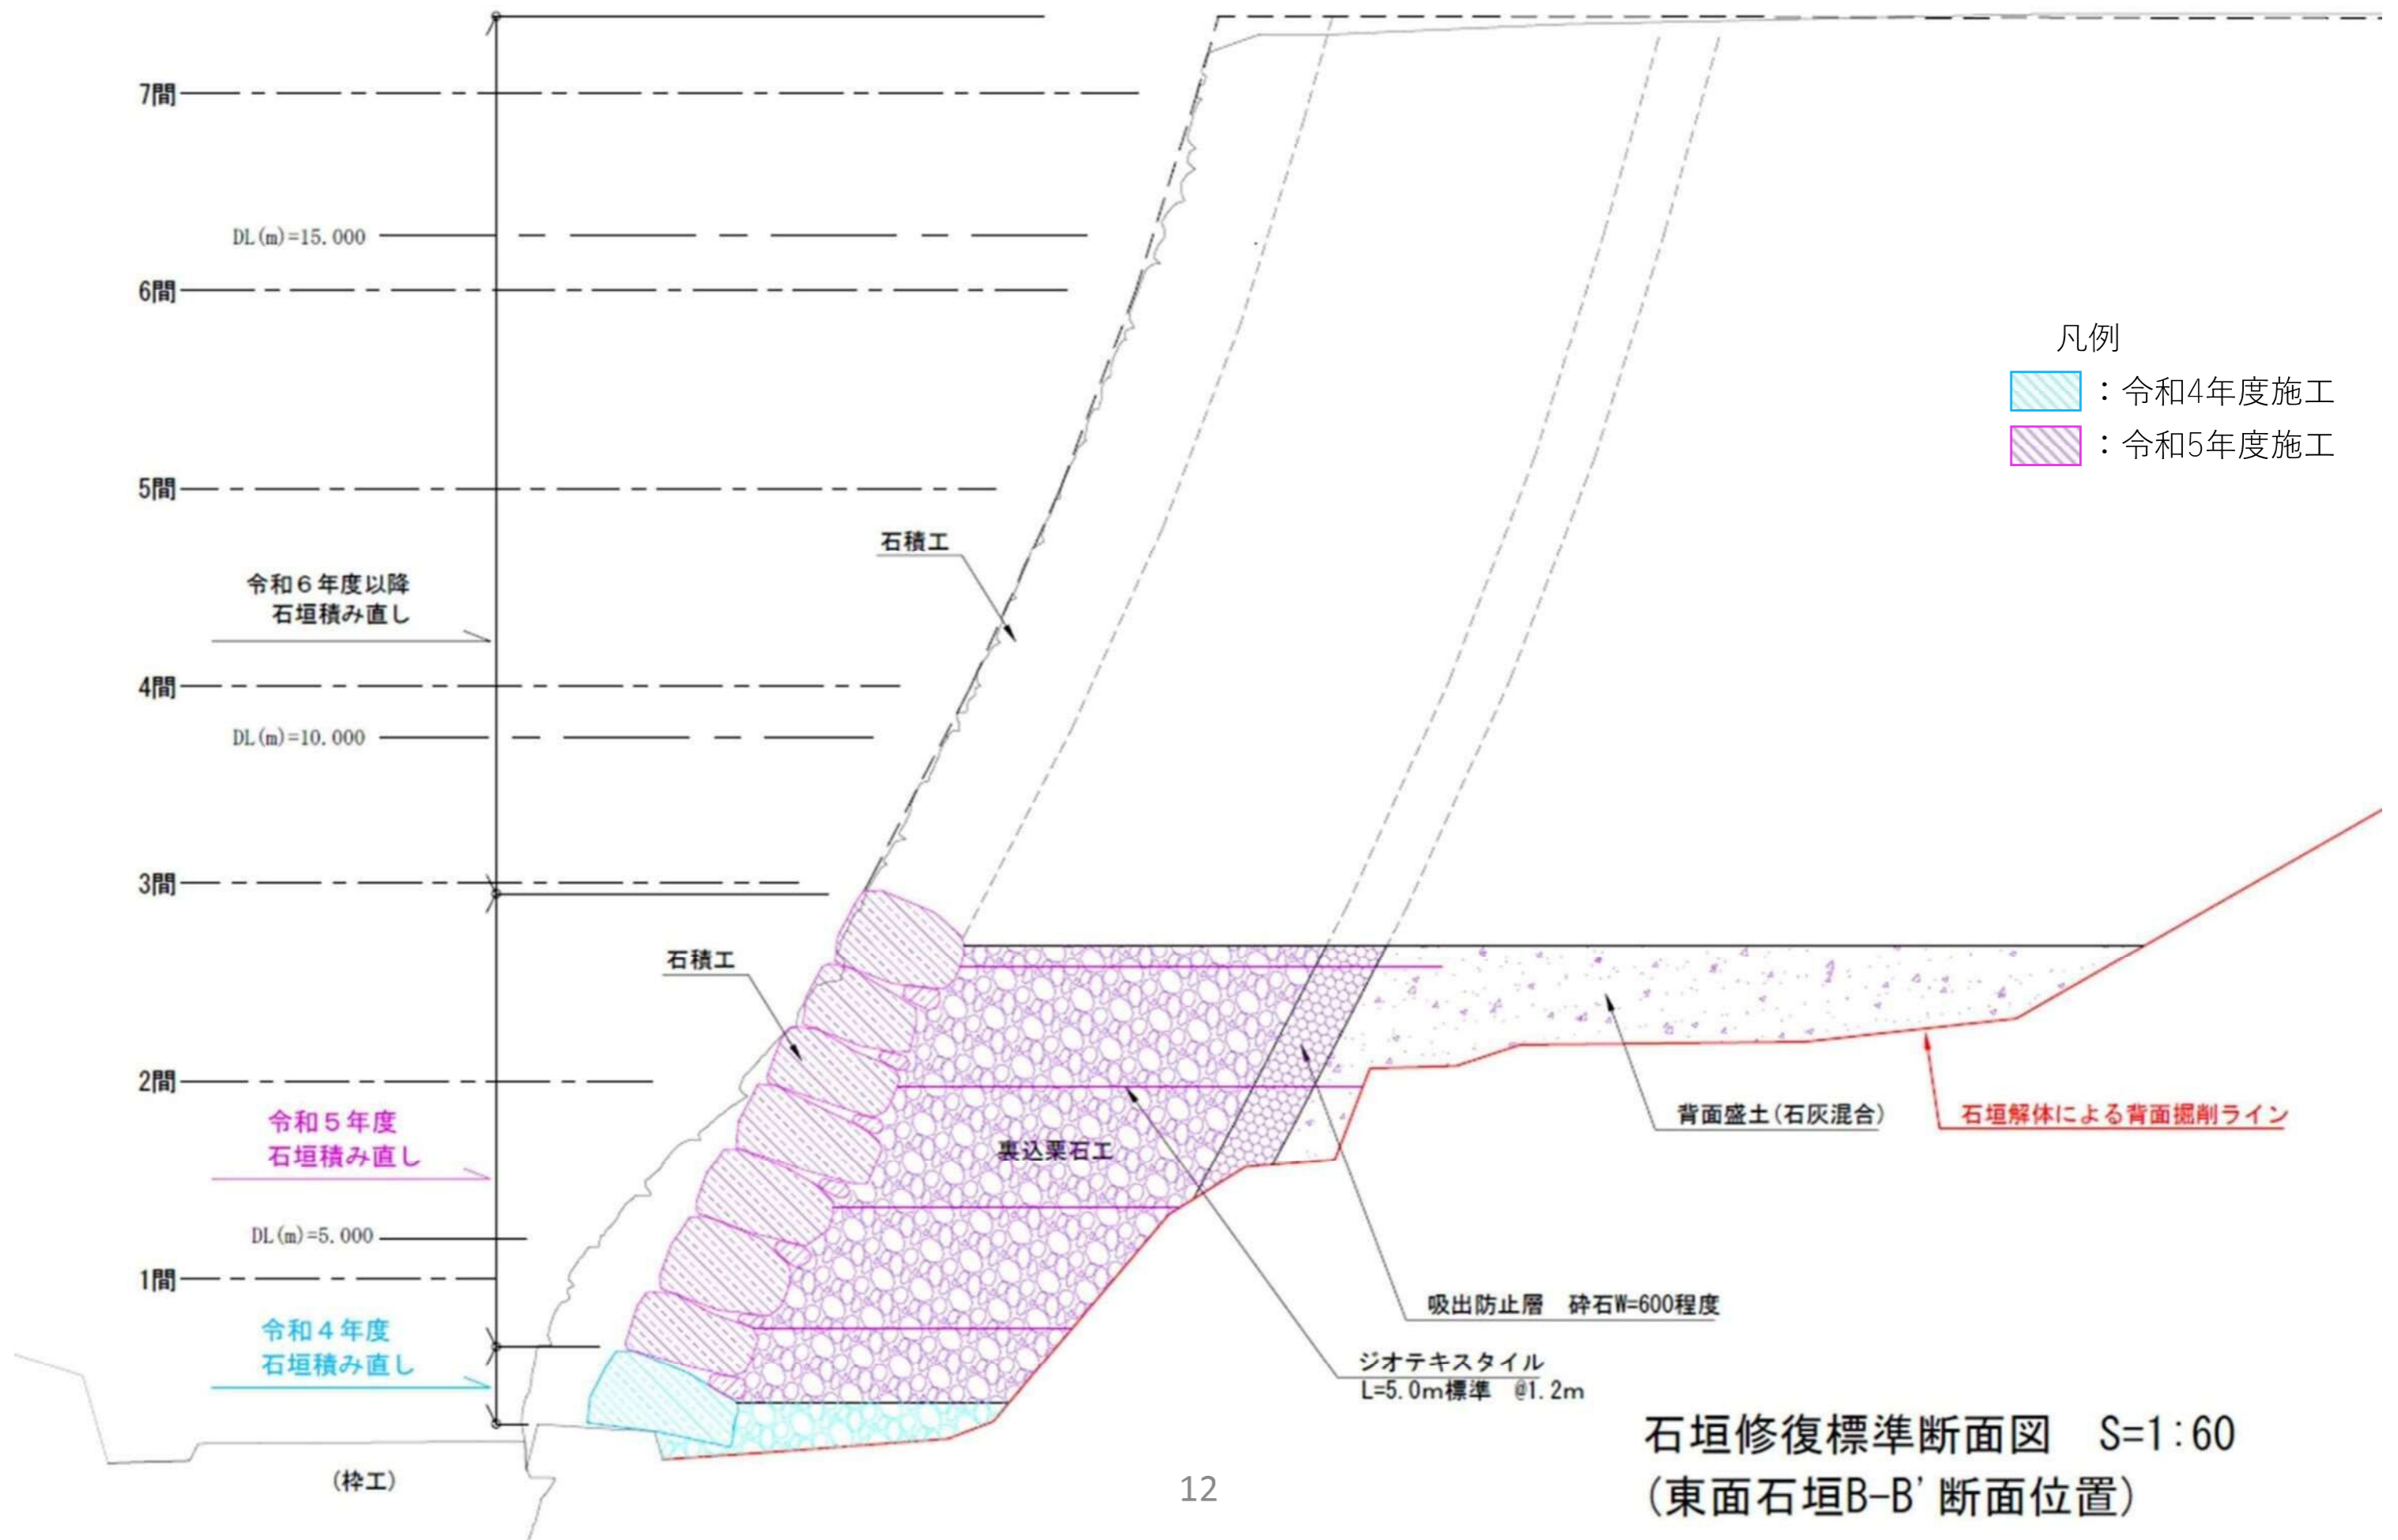 7間
DL(m)=15.000
6間
凡例
：令和4年度施工
：令和5年度施工
5間
石積工
令和６年度以降
石垣積み直し
4間
DL(m)=10.000
3間
石積工
2間
令和５年度
石垣積み直し
背面盛土(石灰混合)
石垣解体による背面掘削ライン
裏込栗石工
DL(m)=5.000
1間
吸出防止層　砕石W=600程度
令和４年度
石垣積み直し
ジオテキスタイル
L=5.0m標準　@1.2m
石垣修復標準断面図　S=1:60
(東面石垣B-B'断面位置)
(枠工)
12